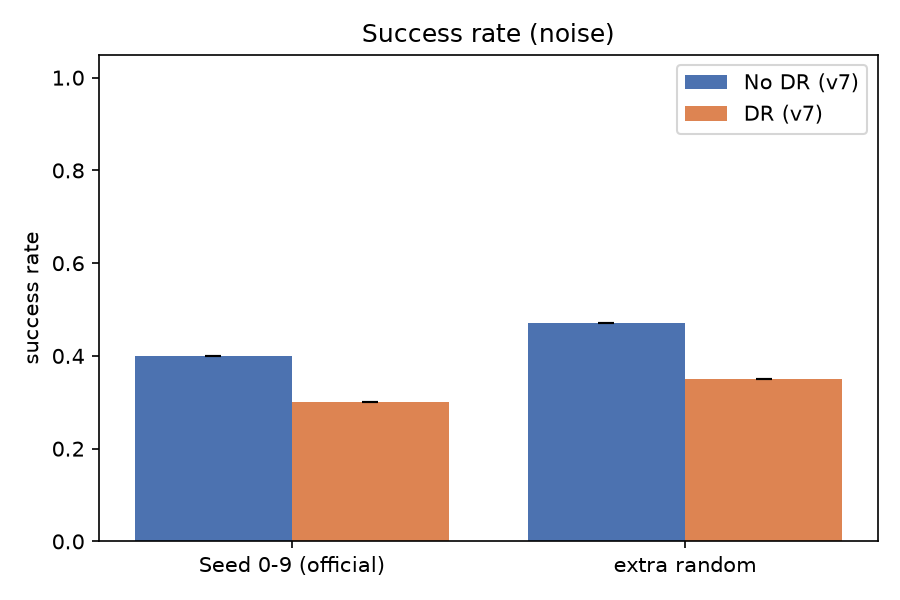 Success rate (noise)
No DR (v7)
DR (v7)
success rate
1.0
0.8
0.6
0.4
0.2
0.0
Seed 0-9 (official)
extra random